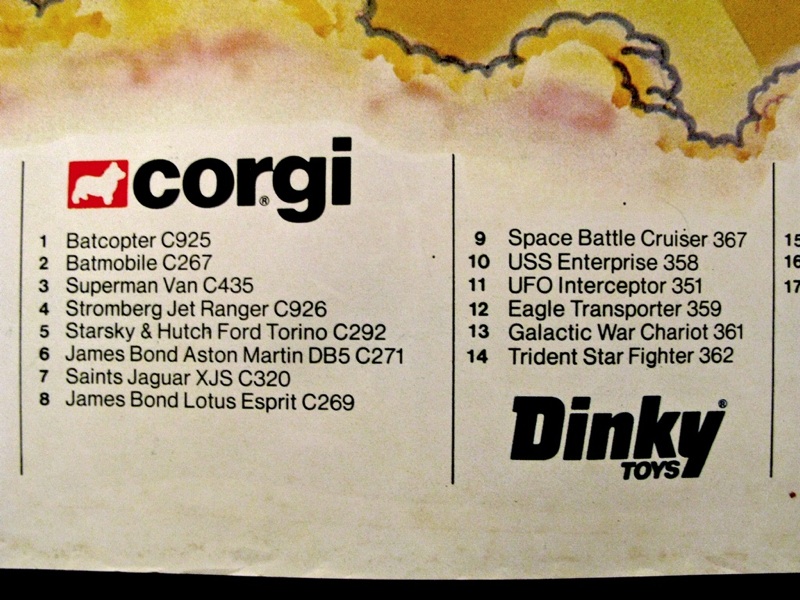 corgi®
1 Batcopter C925
2 Batmobile C267
3 Superman Van C435
4 Stromberg Jet Ranger C926
5 Starsky & Hutch Ford Torino C292
6 James Bond Aston Martin DB5 C271
7 Saints Jaguar XJS C320
8 James Bond Lotus Esprit C269
9 Space Battle Cruiser 367
10 USS Enterprise 358
11 UFO Interceptor 351
12 Eagle Transporter 359
13 Galactic War Chariot 361
14 Trident Star Fighter 362
Dinky®
TOYS
15
16
17